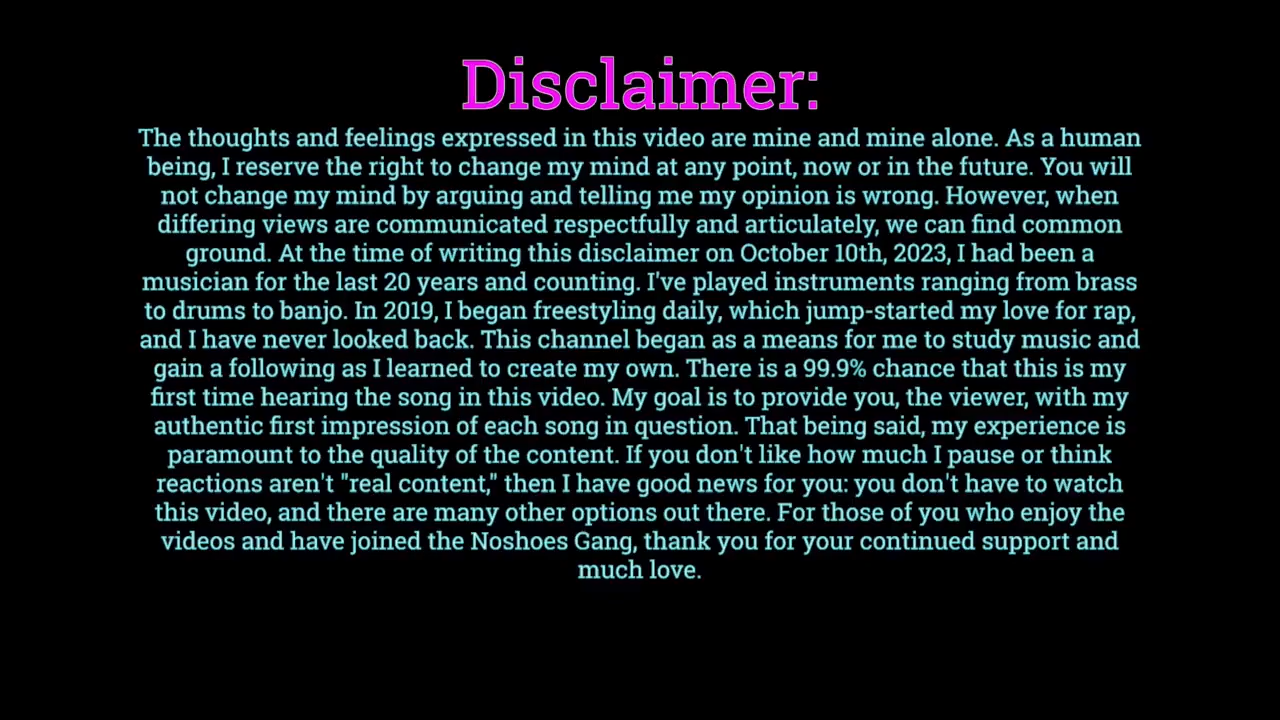 Disclaimer:
The thoughts and feelings expressed in this video are mine and mine alone. As a human
being, I reserve the right to change my mind at any point, now or in the future. You will
not change my mind by arguing and telling me my opinion is wrong. However, when
differing views are communicated respectfully and articulately, we can find common
ground. At the time of writing this disclaimer on October 10th, 2023, I had been a
musician for the last 20 years and counting. I've played instruments ranging from brass
to drums to banjo. In 2019, I began freestyling daily, which jump-started my love for rap,
and I have never looked back. This channel began as a means for me to study music and
gain a following as I learned to create my own. There is a 99.9% chance that this is my
first time hearing the song in this video. My goal is to provide you, the viewer, with my
authentic first impression of each song in question. That being said, my experience is
paramount to the quality of the content. If you don't like how much I pause or think
reactions aren't "real content," then I have good news for you: you don't have to watch
this video, and there are many other options out there. For those of you who enjoy the
videos and have joined the Noshoes Gang, thank you for your continued support and
much love.